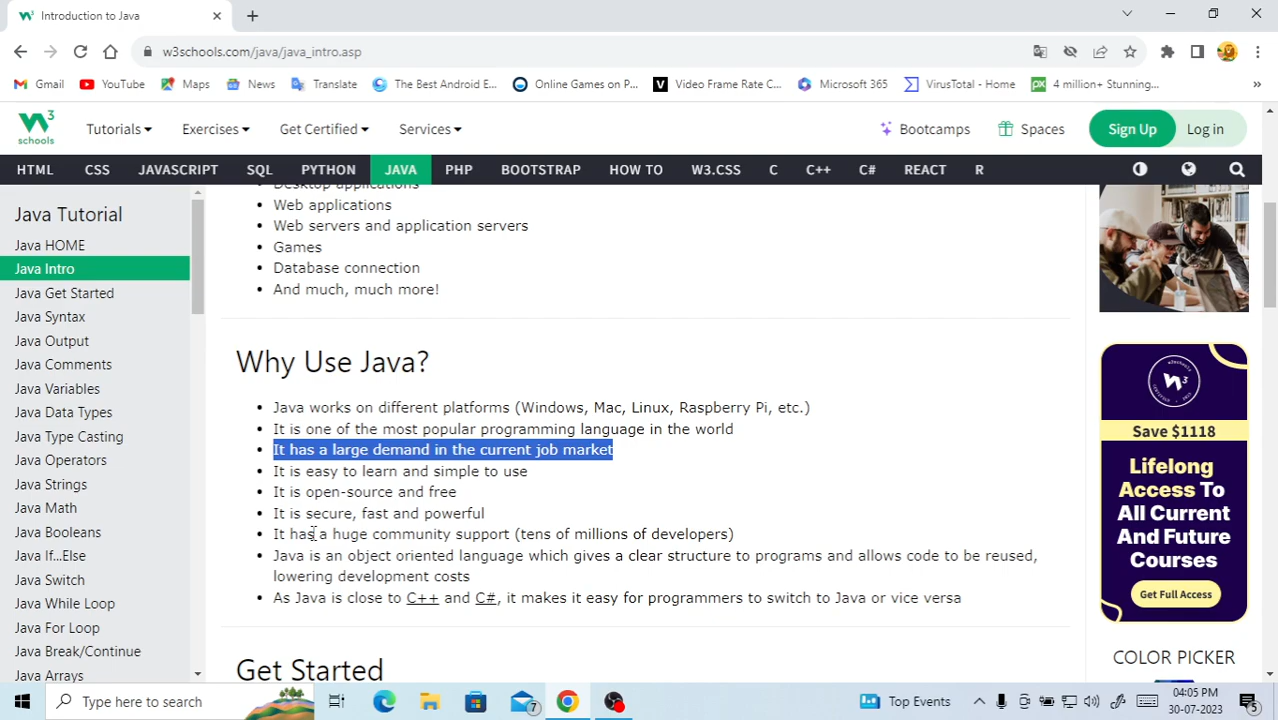 Introduction to Java
w3schools.com/java/java_intro.asp
Gmail YouTube Maps News Translate The Best Android E... Online Games on P... Video Frame Rate C... Microsoft 365 VirusTotal - Home 4 million+ Stunning... »
W3 schools Tutorials Exercises Get Certified Services Bootcamps Spaces Sign Up Log in
HTML CSS JAVASCRIPT SQL PYTHON JAVA PHP BOOTSTRAP HOW TO W3.CSS C C++ C# REACT R
Java Tutorial
Java HOME
Java Intro
Java Get Started
Java Syntax
Java Output
Java Comments
Java Variables
Java Data Types
Java Type Casting
Java Operators
Java Strings
Java Math
Java Booleans
Java If...Else
Java Switch
Java While Loop
Java For Loop
Java Break/Continue
Java Arrays
Desktop applications
• Web applications
• Web servers and application servers
• Games
• Database connection
• And much, much more!
Why Use Java?
• Java works on different platforms (Windows, Mac, Linux, Raspberry Pi, etc.)
• It is one of the most popular programming language in the world
• It has a large demand in the current job market
• It is easy to learn and simple to use
• It is open-source and free
• It is secure, fast and powerful
• It has a huge community support (tens of millions of developers)
• Java is an object oriented language which gives a clear structure to programs and allows code to be reused,
lowering development costs
• As Java is close to C++ and C#, it makes it easy for programmers to switch to Java or vice versa
Get Started
W3
Save $1118
Lifelong
Access To
All Current
And Future
Courses
Get Full Access
COLOR PICKER
Type here to search
7
Top Events
04:05 PM
30-07-2023
5